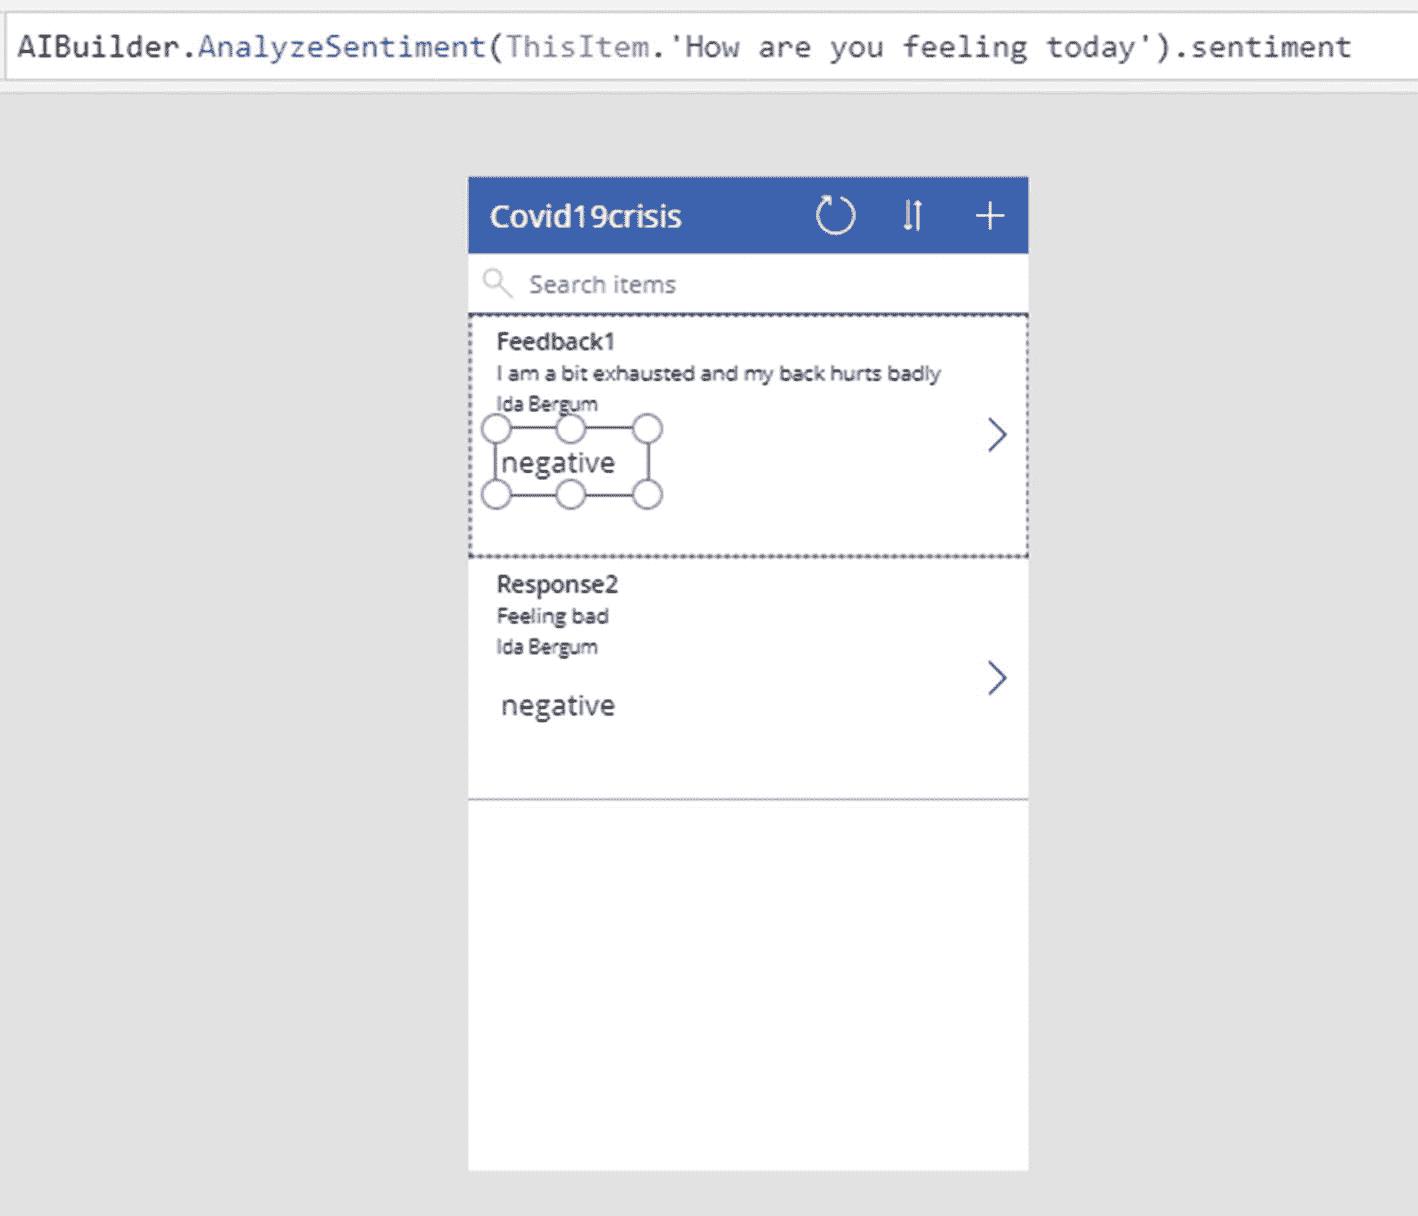 AIBuilder.AnalyzeSentiment(ThisItem.'How are you feeling today').sentiment
Covid19crisis
Search items
Feedback1
I am a bit exhausted and my back hurts badly
Ida Bergum
negative
Response2
Feeling bad
Ida Bergum
negative